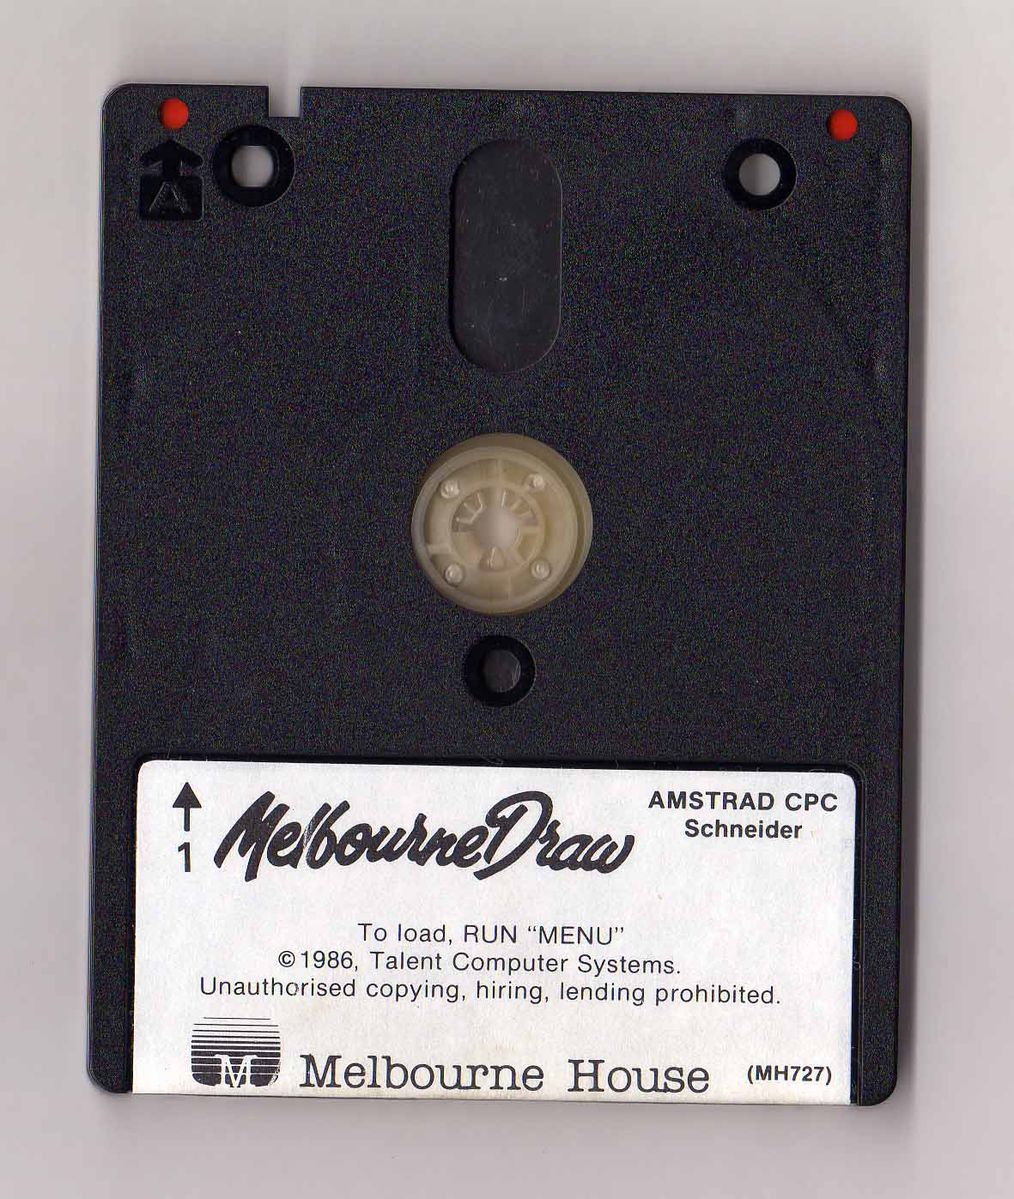 A
↑
1
MelbourneDraw
AMSTRAD CPC
Schneider
To load, RUN “MENU”
©1986, Talent Computer Systems.
Unauthorised copying, hiring, lending prohibited.
M
Melbourne House
(MH727)